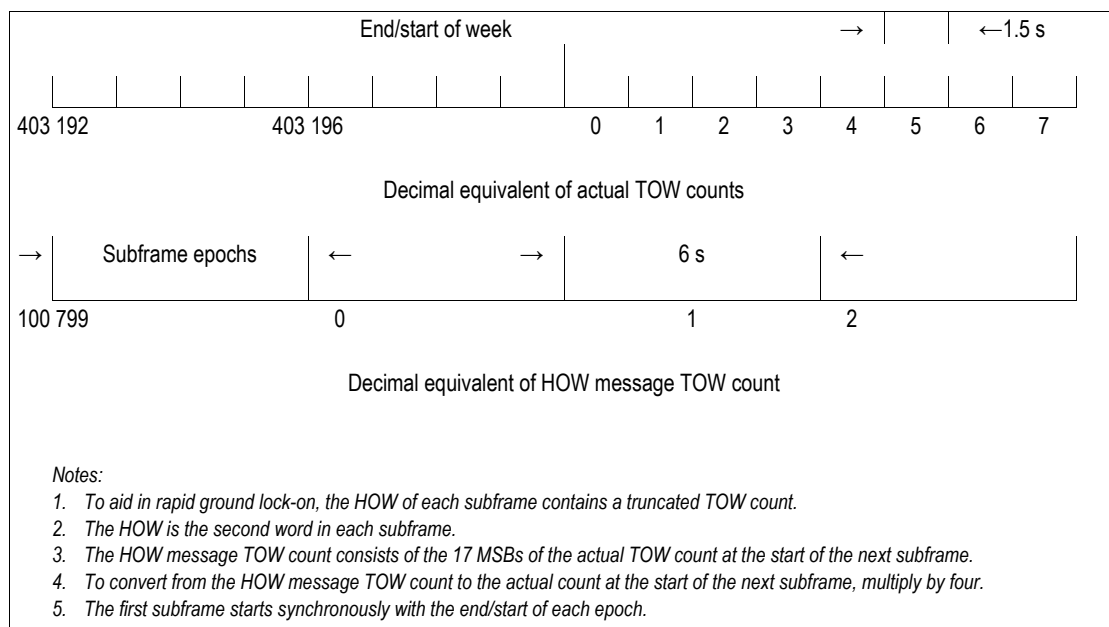 End/start of week → ←1.5 s
403 192 403 196 0 1 2 3 4 5 6 7
Decimal equivalent of actual TOW counts
→ Subframe epochs ← → 6 s ←
100 799 0 1 2
Decimal equivalent of HOW message TOW count
Notes:
1. To aid in rapid ground lock-on, the HOW of each subframe contains a truncated TOW count.
2. The HOW is the second word in each subframe.
3. The HOW message TOW count consists of the 17 MSBs of the actual TOW count at the start of the next subframe.
4. To convert from the HOW message TOW count to the actual count at the start of the next subframe, multiply by four.
5. The first subframe starts synchronously with the end/start of each epoch.